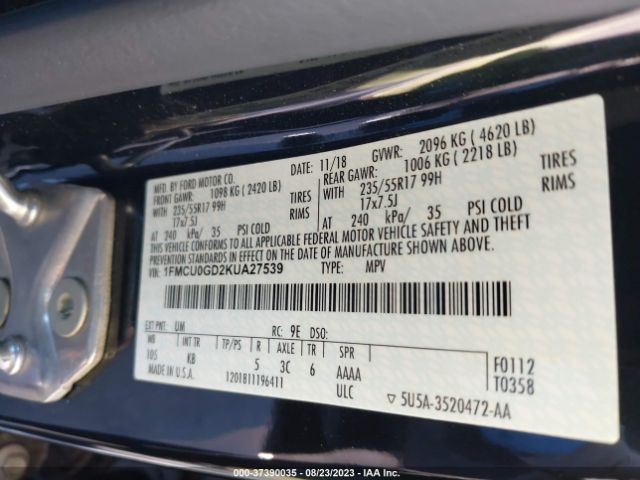 MFD. BY FORD MOTOR CO.
DATE: 11/18 GVWR: 2096 KG ( 4620 LB)
FRONT GAWR: 1098 KG ( 2420 LB) REAR GAWR: 1006 KG ( 2218 LB)
WITH 235/55R17 99H TIRES WITH 235/55R17 99H TIRES
17x7.5J RIMS 17x7.5J RIMS
AT 240 kPa/ 35 PSI COLD AT 240 kPa/ 35 PSI COLD
THIS VEHICLE CONFORMS TO ALL APPLICABLE FEDERAL MOTOR VEHICLE SAFETY AND THEFT
PREVENTION STANDARDS IN EFFECT ON THE DATE OF MANUFACTURE SHOWN ABOVE.
VIN: 1FMCU0GD2KUA27539 TYPE: MPV
EXT PNT: UM RC: 9E DSO:
WB INT TR TP/PS R AXLE TR SPR
105 KB 5 3C 6 AAAA
MADE IN U.S.A. 1201811196411 ULC
F0112
T0358
▽ 5U5A-3520472-AA
000-37390035 - 08/23/2023 - IAA Inc.